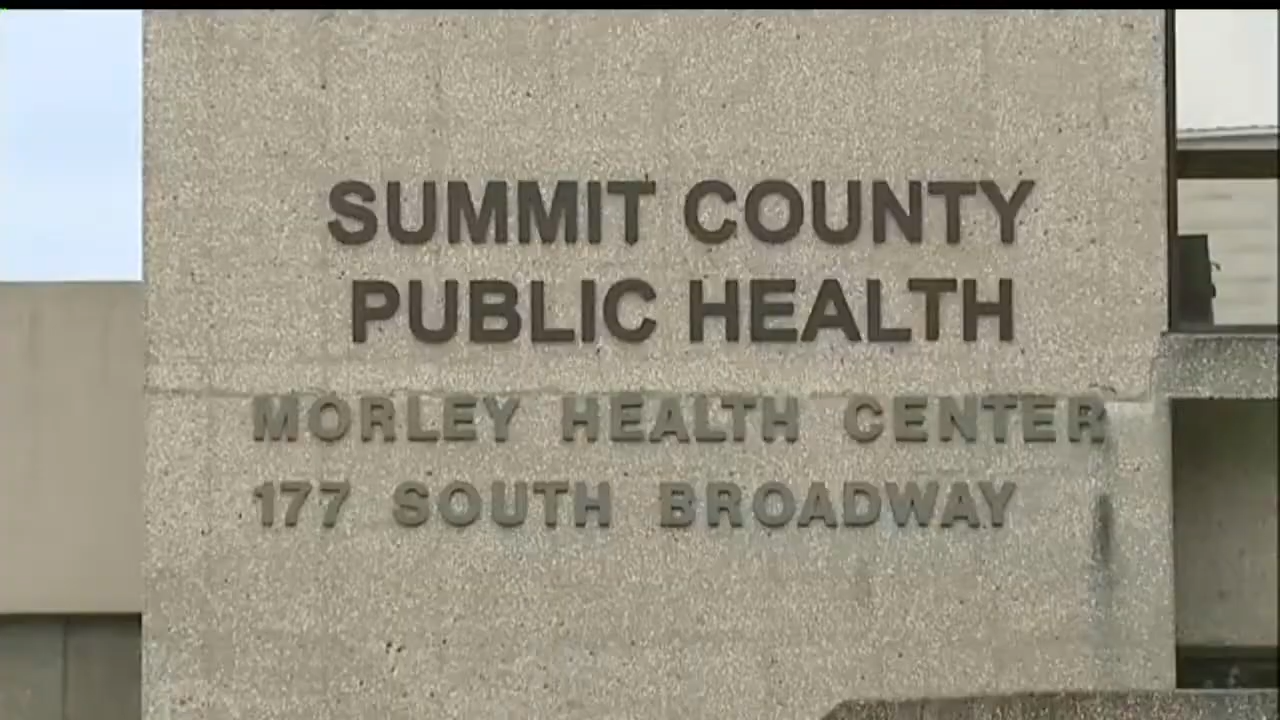 SUMMIT COUNTY
PUBLIC HEALTH
MORLEY HEALTH CENTER
177 SOUTH BROADWAY